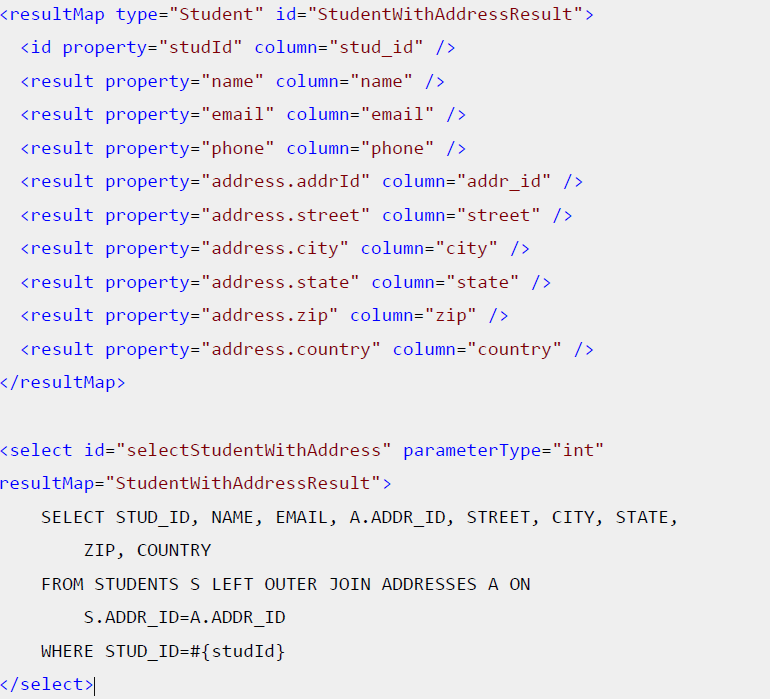 <resultMap type="Student" id="StudentWithAddressResult">
  <id property="studId" column="stud_id" />
  <result property="name" column="name" />
  <result property="email" column="email" />
  <result property="phone" column="phone" />
  <result property="address.addrId" column="addr_id" />
  <result property="address.street" column="street" />
  <result property="address.city" column="city" />
  <result property="address.state" column="state" />
  <result property="address.zip" column="zip" />
  <result property="address.country" column="country" />
</resultMap>

<select id="selectStudentWithAddress" parameterType="int"
resultMap="StudentWithAddressResult">
    SELECT STUD_ID, NAME, EMAIL, A.ADDR_ID, STREET, CITY, STATE,
        ZIP, COUNTRY
    FROM STUDENTS S LEFT OUTER JOIN ADDRESSES A ON
        S.ADDR_ID=A.ADDR_ID
    WHERE STUD_ID=#{studId}
</select>